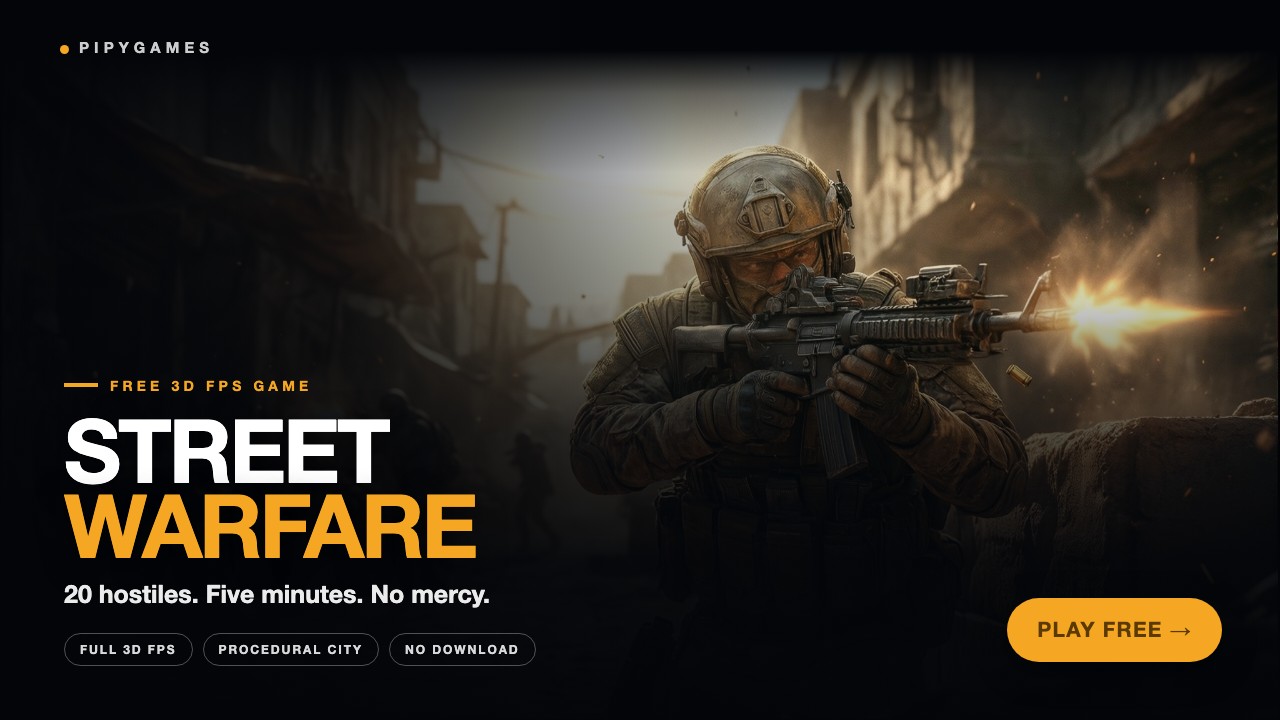 PIPYGAMES
FREE 3D FPS GAME
STREET
WARFARE
20 hostiles. Five minutes. No mercy.
FULL 3D FPS
PROCEDURAL CITY
NO DOWNLOAD
PLAY FREE →